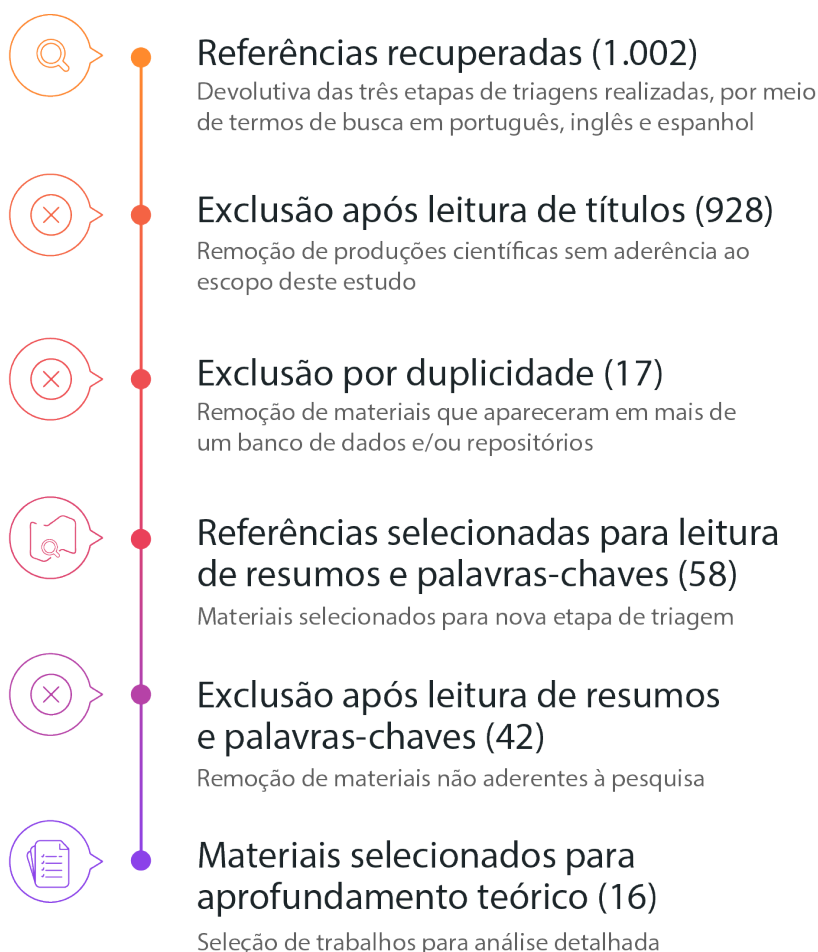 Referências recuperadas (1.002)
Devolutiva das três etapas de triagens realizadas, por meio
de termos de busca em português, inglês e espanhol
Exclusão após leitura de títulos (928)
Remoção de produções científicas sem aderência ao
escopo deste estudo
Exclusão por duplicidade (17)
Remoção de materiais que apareceram em mais de
um banco de dados e/ou repositórios
Referências selecionadas para leitura
de resumos e palavras-chaves (58)
Materiais selecionados para nova etapa de triagem
Exclusão após leitura de resumos
e palavras-chaves (42)
Remoção de materiais não aderentes à pesquisa
Materiais selecionados para
aprofundamento teórico (16)
Seleção de trabalhos para análise detalhada